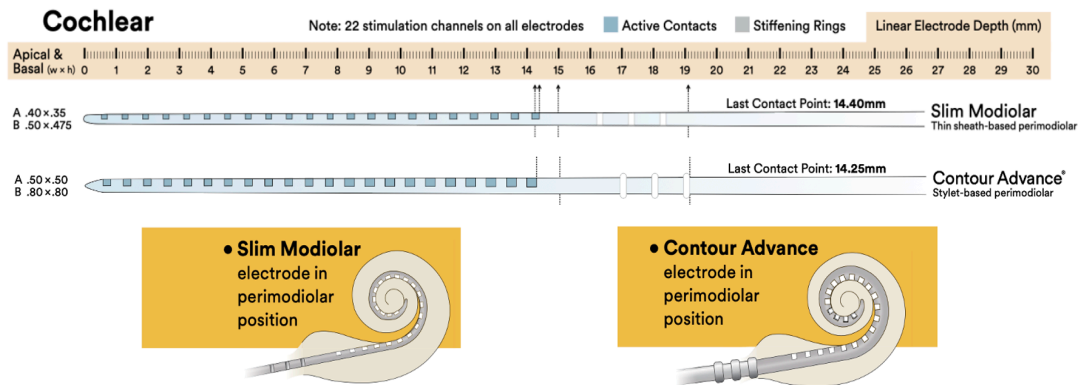 Cochlear
Note: 22 stimulation channels on all electrodes
Active Contacts
Stiffening Rings
Linear Electrode Depth (mm)
Apical &
Basal (w x h) 0 1 2 3 4 5 6 7 8 9 10 11 12 13 14 15 16 17 18 19 20 21 22 23 24 25 26 27 28 29 30
A .40×.35
B .50×.475
Last Contact Point: 14.40mm
Slim Modiolar
Thin sheath-based perimodiolar
A .50×.50
B .80×.80
Last Contact Point: 14.25mm
Contour Advance®
Stylet-based perimodiolar
• Slim Modiolar
electrode in
perimodiolar
position
• Contour Advance
electrode in
perimodiolar
position